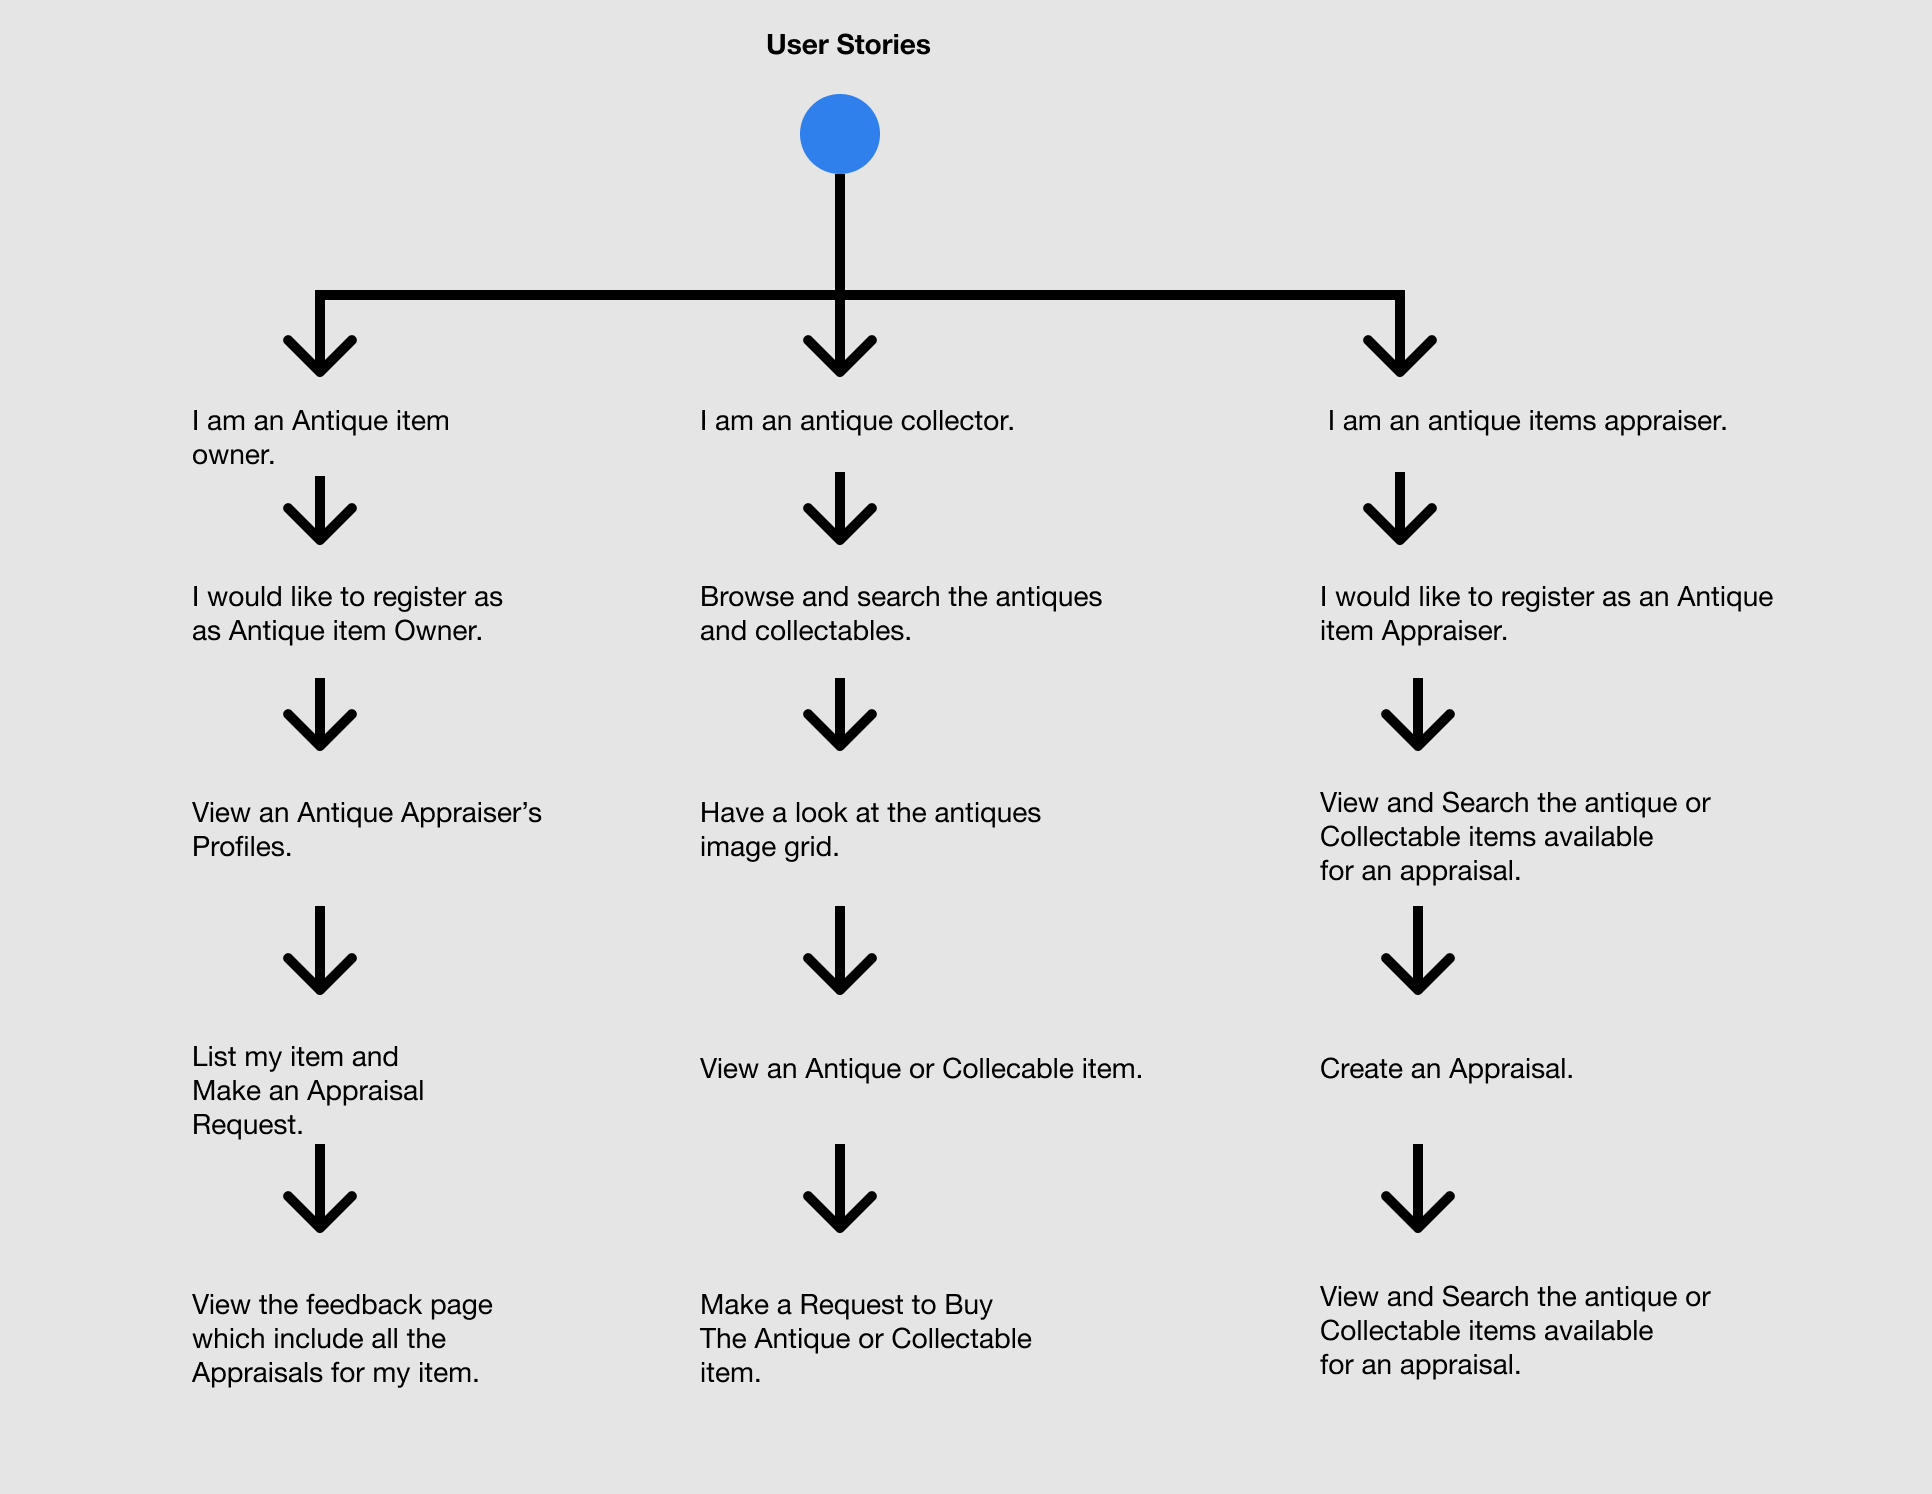 User Stories
I am an Antique item
owner.
I would like to register as
as Antique item Owner.
View an Antique Appraiser’s
Profiles.
List my item and
Make an Appraisal
Request.
View the feedback page
which include all the
Appraisals for my item.
I am an antique collector.
Browse and search the antiques
and collectables.
Have a look at the antiques
image grid.
View an Antique or Collecable item.
Make a Request to Buy
The Antique or Collectable
item.
I am an antique items appraiser.
I would like to register as an Antique
item Appraiser.
View and Search the antique or
Collectable items available
for an appraisal.
Create an Appraisal.
View and Search the antique or
Collectable items available
for an appraisal.